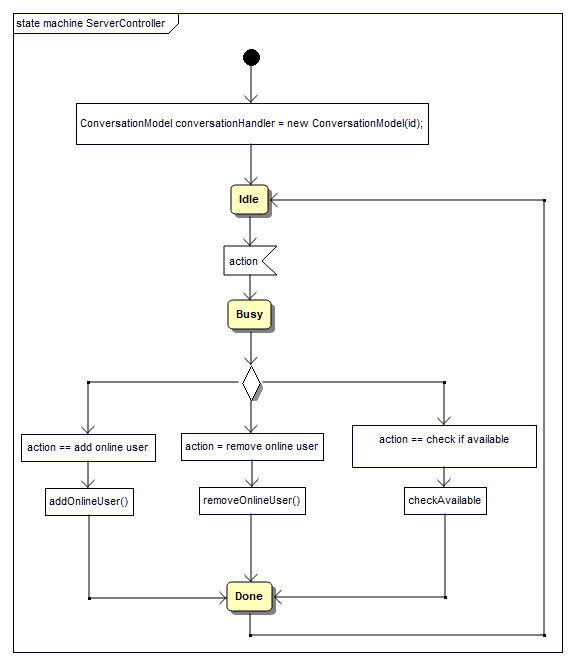 state machine ServerController
ConversationModel conversationHandler = new ConversationModel(id);
Idle
action
Busy
action == add online user
action = remove online user
action == check if available
addOnlineUser()
removeOnlineUser()
checkAvailable
Done